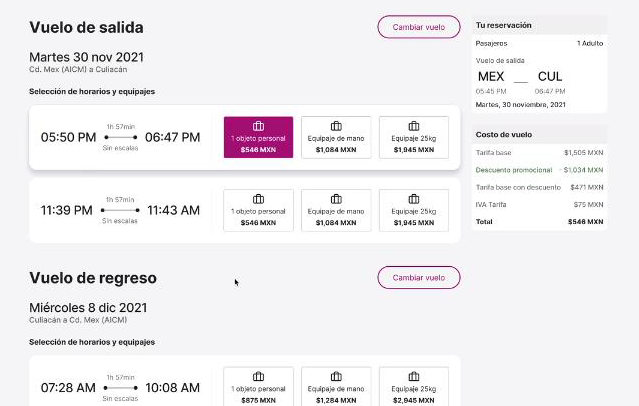 Vuelo de salida
Cambiar vuelo
Martes 30 nov 2021
Cd. Mex (AICM) a Culiacán
Selección de horarios y equipajes
05:50 PM
1h 57min
Sin escalas
06:47 PM
1 objeto personal
$546 MXN
Equipaje de mano
$1,084 MXN
Equipaje 25kg
$1,945 MXN
11:39 PM
1h 57min
Sin escalas
11:43 AM
1 objeto personal
$546 MXN
Equipaje de mano
$1,084 MXN
Equipaje 25kg
$1,945 MXN
Vuelo de regreso
Cambiar vuelo
Miércoles 8 dic 2021
Culiacán a Cd. Mex (AICM)
Selección de horarios y equipajes
07:28 AM
1h 57min
Sin escalas
10:08 AM
1 objeto personal
$875 MXN
Equipaje de mano
$1,284 MXN
Equipaje 25kg
$2,945 MXN
Tu reservación
Pasajeros 1 Adulto
Vuelo de salida
MEX CUL
05:45 PM 06:47 PM
Martes, 30 noviembre, 2021
Costo de vuelo
Tarifa base $1,505 MXN
Descuento promocional -$1,034 MXN
Tarifa base con descuento $471 MXN
IVA Tarifa $75 MXN
Total $546 MXN